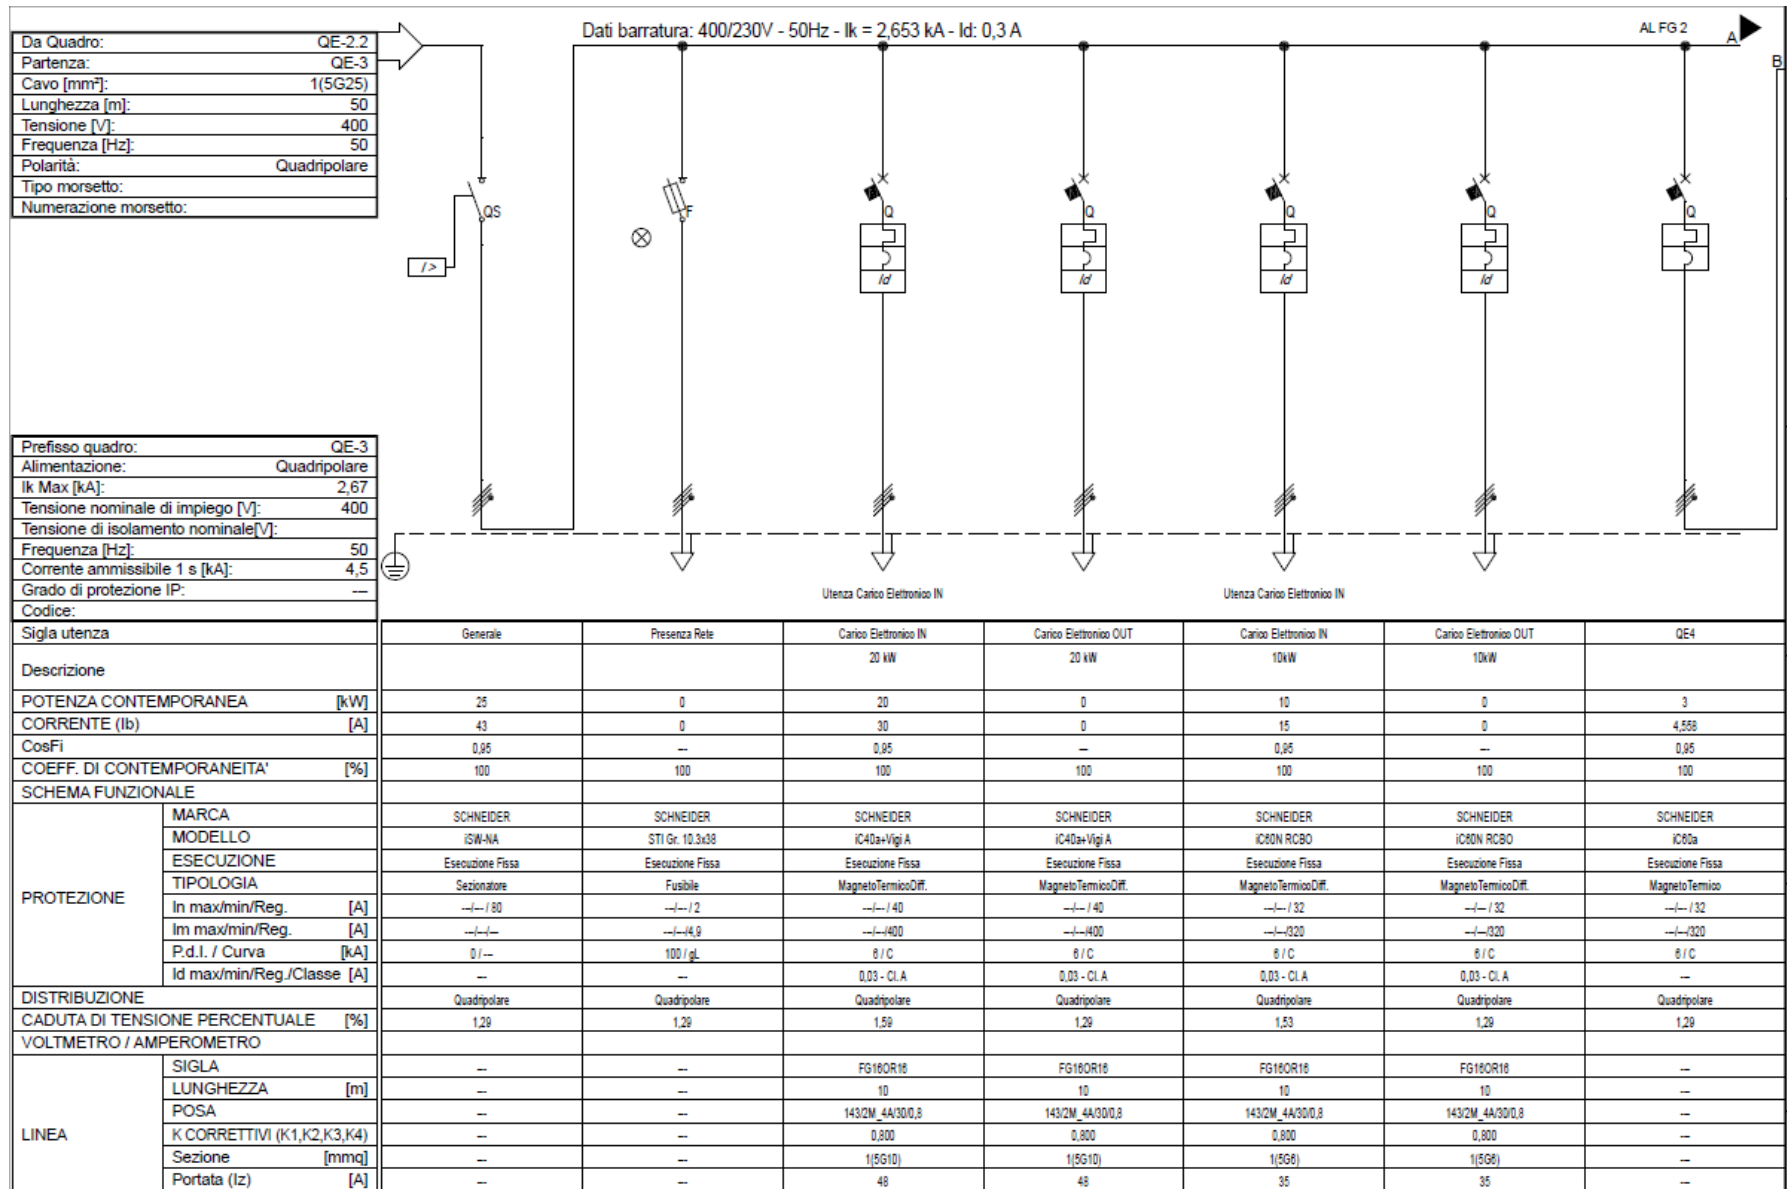 Dati barratura: 400/230V - 50Hz - Ik = 2,653 kA - Id: 0,3 A
AL FG 2
A
B
Da Quadro: QE-2.2
Partenza: QE-3
Cavo [mm²]: 1(5G25)
Lunghezza [m]: 50
Tensione [V]: 400
Frequenza [Hz]: 50
Polarità: Quadripolare
Tipo morsetto:
Numerazione morsetto:
QS F Q Q Q Q Q
I >
Id Id Id Id
Prefisso quadro: QE-3
Alimentazione: Quadripolare
Ik Max [kA]: 2,67
Tensione nominale di impiego [V]: 400
Tensione di isolamento nominale[V]:
Frequenza [Hz]: 50
Corrente ammissibile 1 s [kA]: 4,5
Grado di protezione IP: ---
Codice:
Utenza Carico Elettronico IN Utenza Carico Elettronico IN
Sigla utenza Generale Presenza Rete Carico Elettronico IN Carico Elettronico OUT Carico Elettronico IN Carico Elettronico OUT QE4
Descrizione 20 kW 20 kW 10kW 10kW
POTENZA CONTEMPORANEA [kW] 25 0 20 0 10 0 3
CORRENTE (Ib) [A] 43 0 30 0 15 0 4,558
CosFi 0,95 --- 0,95 --- 0,95 --- 0,95
COEFF. DI CONTEMPORANEITA' [%] 100 100 100 100 100 100 100
SCHEMA FUNZIONALE
PROTEZIONE
MARCA SCHNEIDER SCHNEIDER SCHNEIDER SCHNEIDER SCHNEIDER SCHNEIDER SCHNEIDER
MODELLO iSW-NA STI Gr. 10.3x38 iC40a+Vigi A iC40a+Vigi A iC60N RCBO iC60N RCBO iC60a
ESECUZIONE Esecuzione Fissa Esecuzione Fissa Esecuzione Fissa Esecuzione Fissa Esecuzione Fissa Esecuzione Fissa Esecuzione Fissa
TIPOLOGIA Sezionatore Fusibile MagnetoTermicoDiff. MagnetoTermicoDiff. MagnetoTermicoDiff. MagnetoTermicoDiff. MagnetoTermico
In max/min/Reg. [A] ---/--- / 80 ---/--- / 2 ---/--- / 40 ---/--- / 40 ---/--- / 32 ---/--- / 32 ---/--- / 32
Im max/min/Reg. [A] ---/---/--- ---/---/4,9 ---/---/400 ---/---/400 ---/---/320 ---/---/320 ---/---/320
P.d.I. / Curva [kA] 0 / --- 100 / gL 6 / C 6 / C 6 / C 6 / C 6 / C
Id max/min/Reg./Classe [A] --- --- 0,03 - Cl. A 0,03 - Cl. A 0,03 - Cl. A 0,03 - Cl. A ---
DISTRIBUZIONE Quadripolare Quadripolare Quadripolare Quadripolare Quadripolare Quadripolare Quadripolare
CADUTA DI TENSIONE PERCENTUALE [%] 1,29 1,29 1,59 1,29 1,53 1,29 1,29
VOLTMETRO / AMPEROMETRO
LINEA
SIGLA --- --- FG16OR16 FG16OR16 FG16OR16 FG16OR16 ---
LUNGHEZZA [m] --- --- 10 10 10 10 ---
POSA --- --- 143/2M_4A/30/0,8 143/2M_4A/30/0,8 143/2M_4A/30/0,8 143/2M_4A/30/0,8 ---
K CORRETTIVI (K1,K2,K3,K4) --- --- 0,800 0,800 0,800 0,800 ---
Sezione [mmq] --- --- 1(5G10) 1(5G10) 1(5G6) 1(5G6) ---
Portata (Iz) [A] --- --- 48 48 35 35 ---